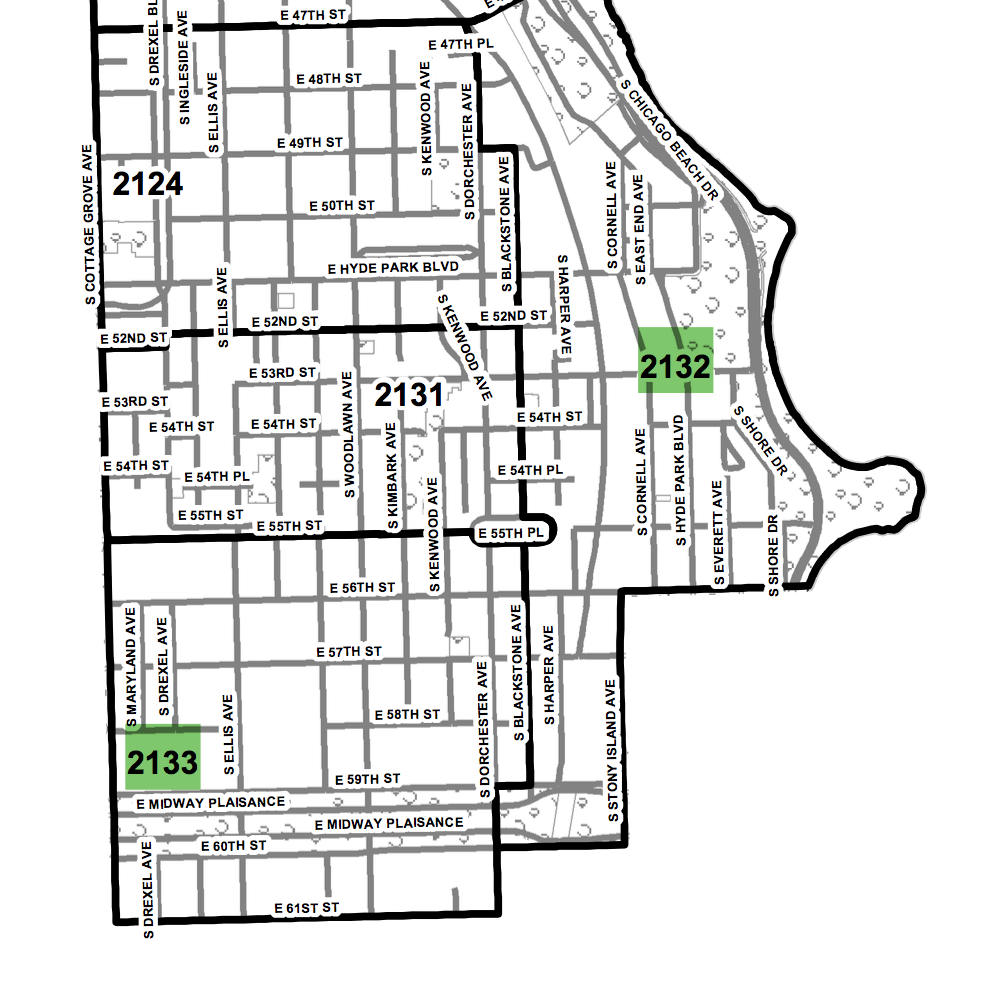 E 47TH ST
S DREXEL BL
S INGLESIDE AVE
E 47TH PL
E 48TH ST
S ELLIS AVE
S KENWOOD AVE
S DORCHESTER AVE
S CHICAGO BEACH DR
E 49TH ST
S COTTAGE GROVE AVE
2124
S BLACKSTONE AVE
S CORNELL AVE
S EAST END AVE
E 50TH ST
E HYDE PARK BLVD
S HARPER AVE
S ELLIS AVE
S KENWOOD AVE
E 52ND ST
E 52ND ST
E 52ND ST
2132
E 53RD ST
2131
E 53RD ST
S WOODLAWN AVE
E 54TH ST
E 54TH ST
E 54TH ST
S SHORE DR
S KIMBARK AVE
S CORNELL AVE
S HYDE PARK BLVD
E 54TH ST
E 54TH PL
E 54TH PL
S KENWOOD AVE
S EVERETT AVE
E 55TH ST
E 55TH ST
E 55TH PL
S SHORE DR
E 56TH ST
S MARYLAND AVE
S DREXEL AVE
S BLACKSTONE AVE
S HARPER AVE
E 57TH ST
S DORCHESTER AVE
S STONY ISLAND AVE
S ELLIS AVE
E 58TH ST
2133
E 59TH ST
E MIDWAY PLAISANCE
E MIDWAY PLAISANCE
E 60TH ST
S DREXEL AVE
E 61ST ST